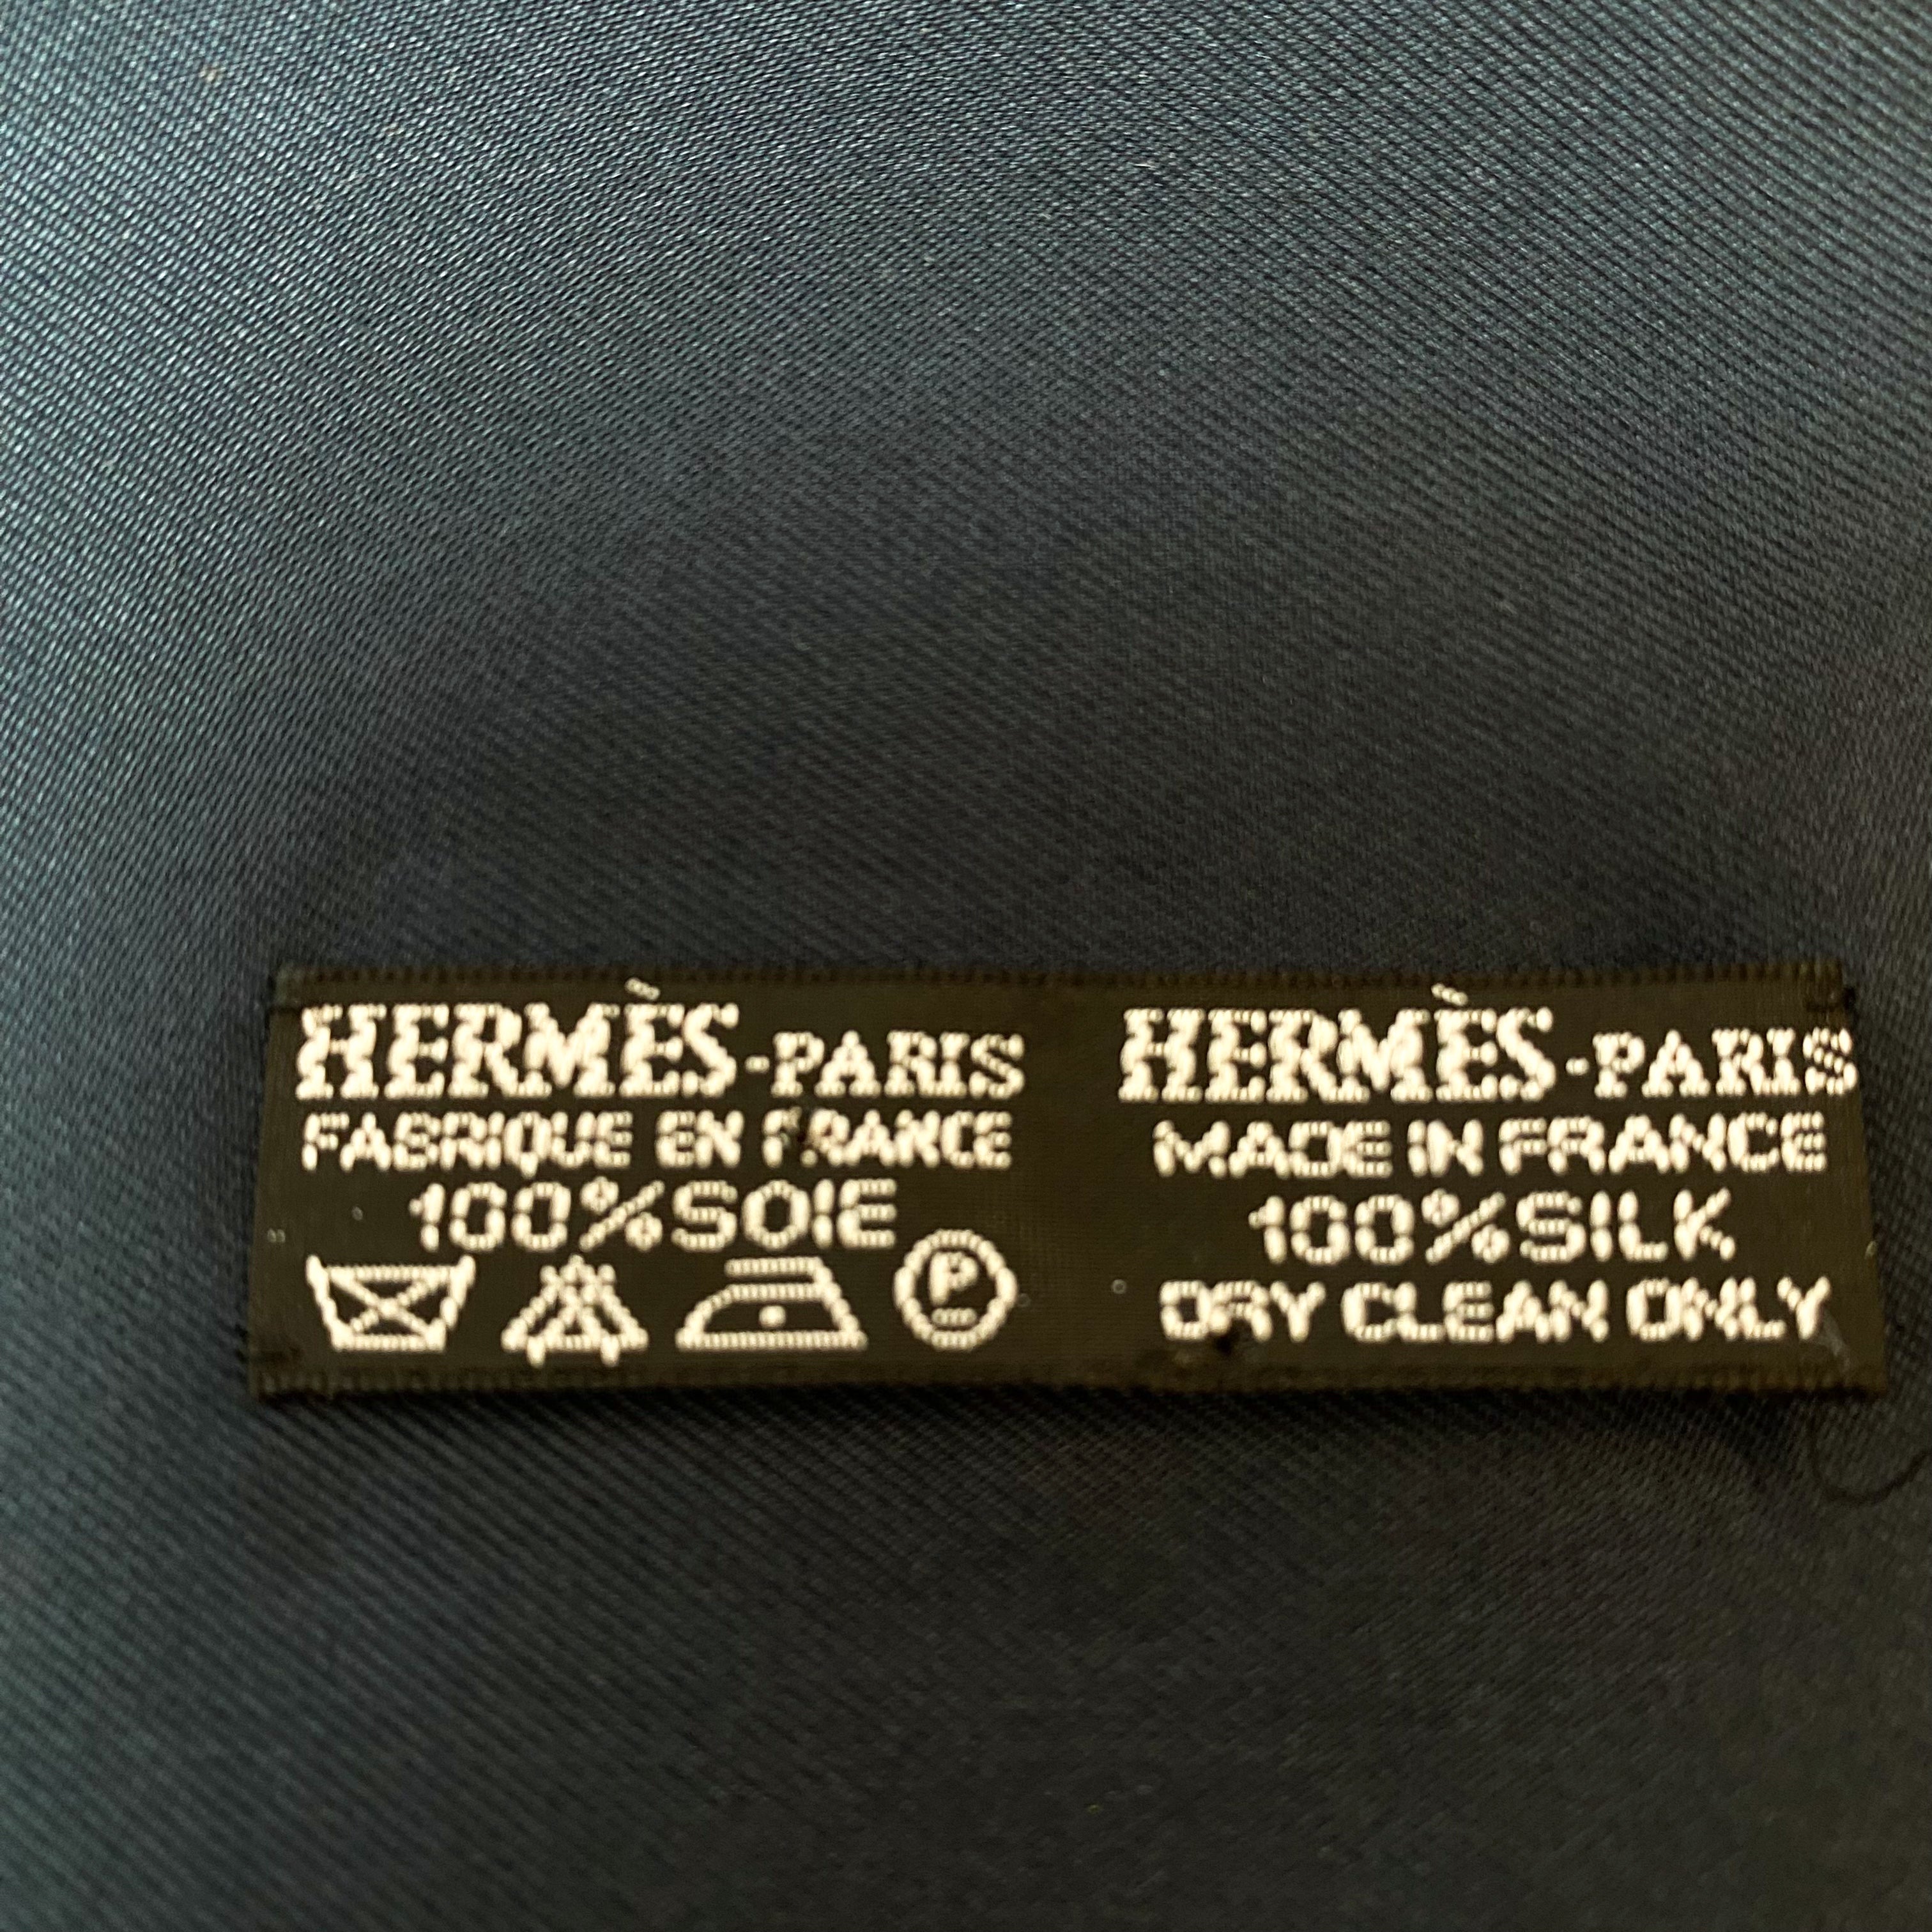 HERMÈS-PARIS
FABRIQUE EN FRANCE
100%SOIE
P
HERMÈS-PARIS
MADE IN FRANCE
100%SILK
DRY CLEAN ONLY